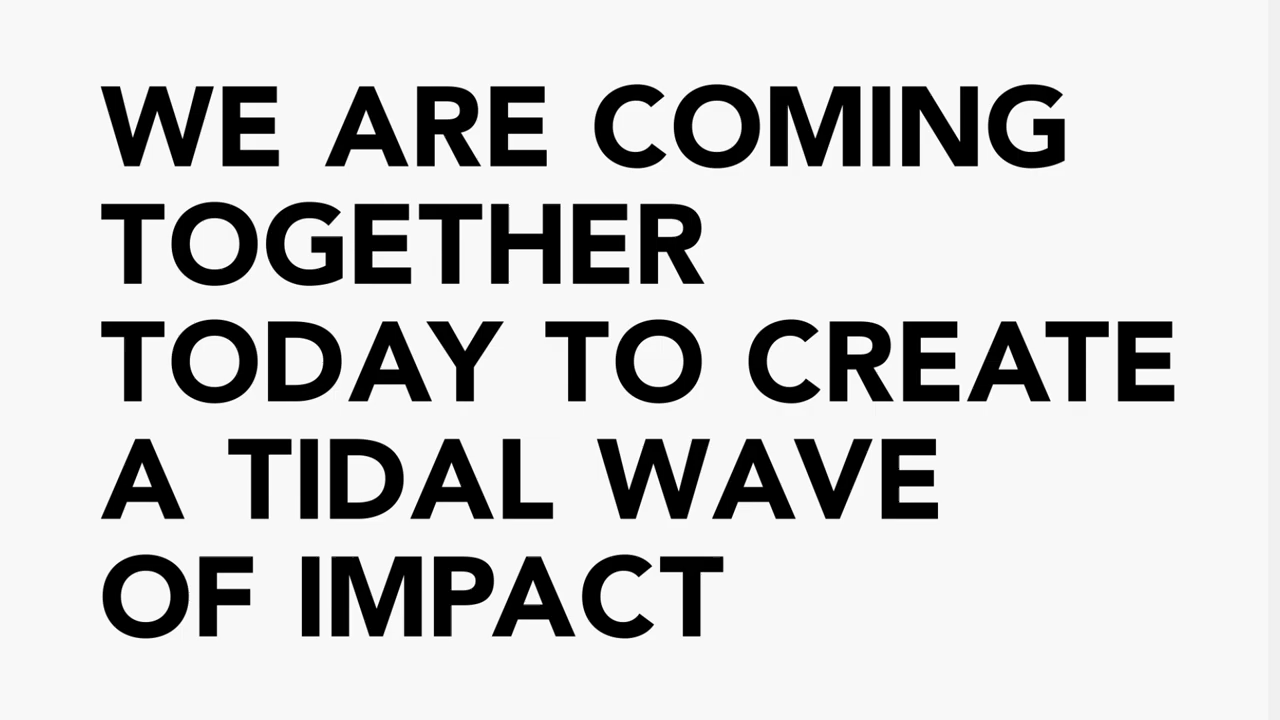 WE ARE COMING
TOGETHER
TODAY TO CREATE
A TIDAL WAVE
OF IMPACT